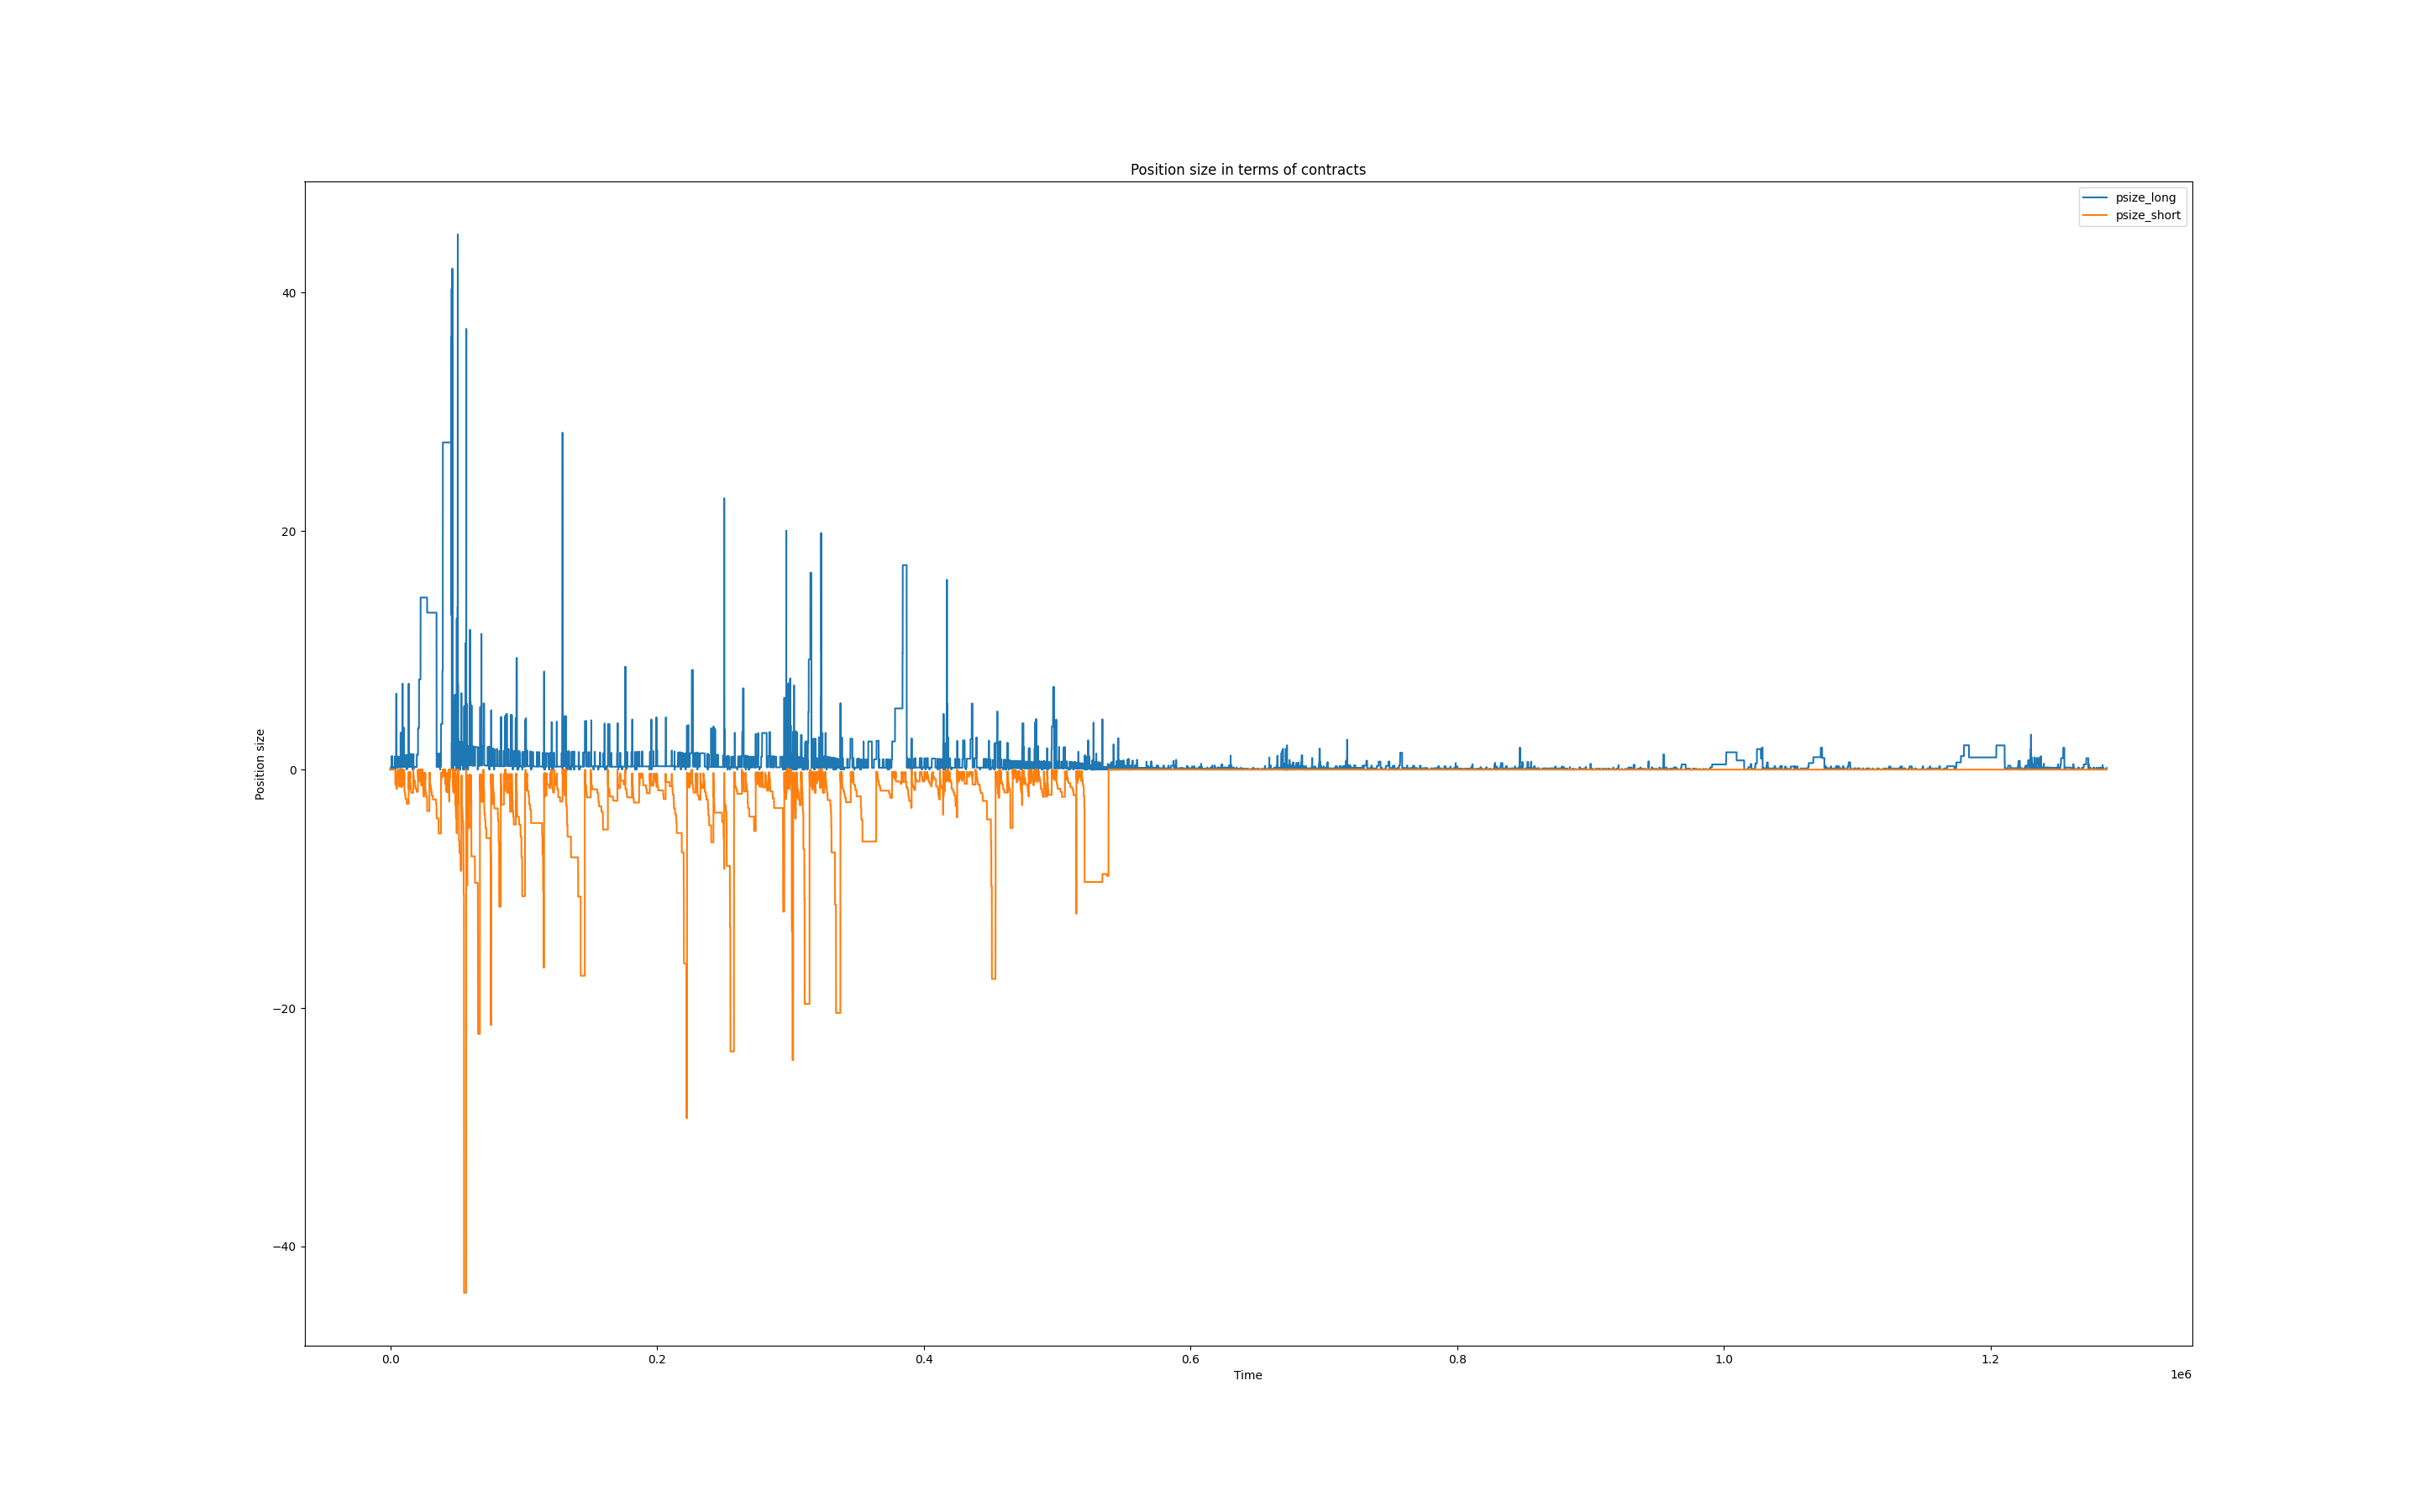 Position size in terms of contracts
psize_long
psize_short
Position size
40
20
0
−20
−40
0.0
0.2
0.4
0.6
0.8
1.0
1.2
1e6
Time